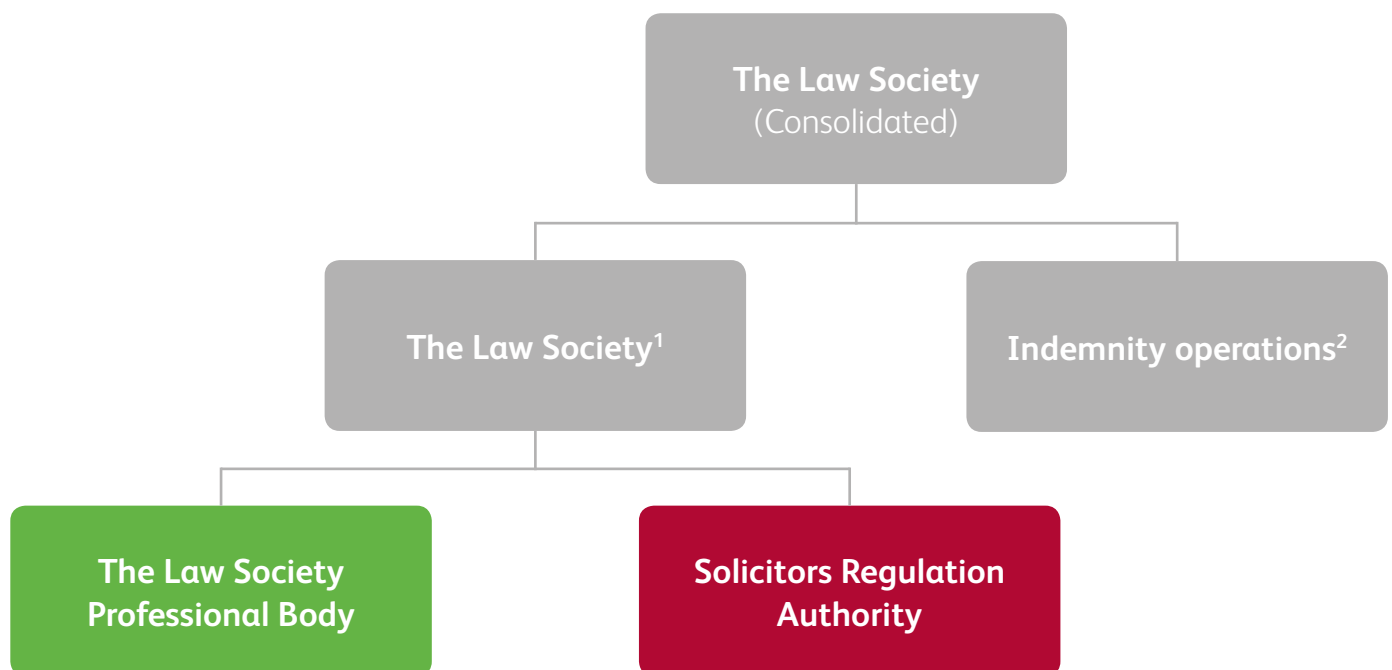 The Law Society
(Consolidated)
The Law Society¹
Indemnity operations²
The Law Society
Professional Body
Solicitors Regulation
Authority